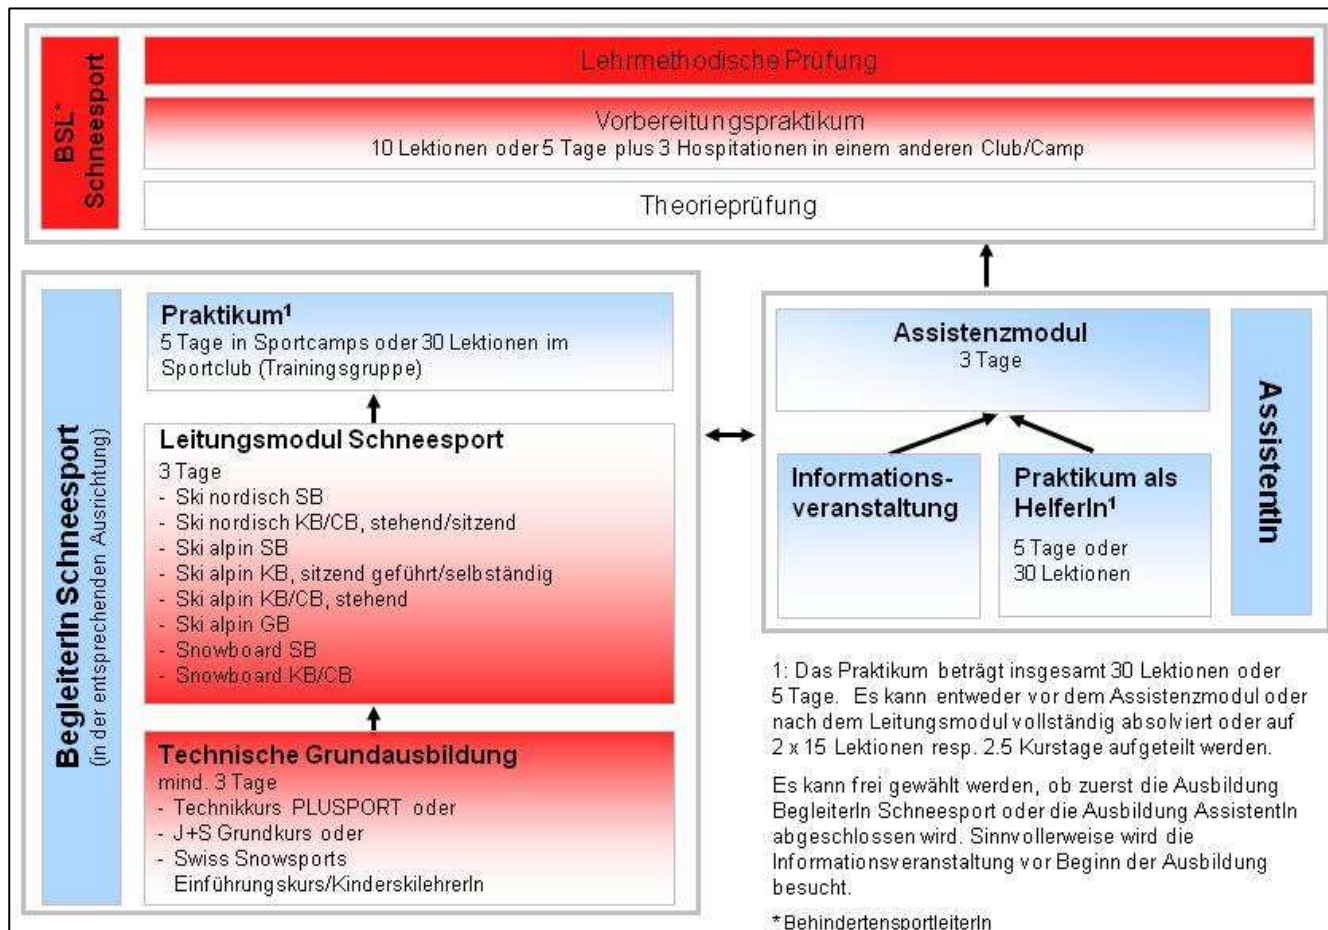 BSL*
Schneesport
Lehrmethodische Prüfung
Vorbereitungspraktikum
10 Lektionen oder 5 Tage plus 3 Hospitationen in einem anderen Club/Camp
Theorieprüfung
BegleiterIn Schneesport
(in der entsprechenden Ausrichtung)
Praktikum¹
5 Tage in Sportcamps oder 30 Lektionen im
Sportclub (Trainingsgruppe)
Leitungsmodul Schneesport
3 Tage
- Ski nordisch SB
- Ski nordisch KB/CB, stehend/sitzend
- Ski alpin SB
- Ski alpin KB, sitzend geführt/selbständig
- Ski alpin KB/CB, stehend
- Ski alpin GB
- Snowboard SB
- Snowboard KB/CB
Technische Grundausbildung
mind. 3 Tage
- Technikkurs PLUSPORT oder
- J+S Grundkurs oder
- Swiss Snowsports
Einführungskurs/KinderskilehrerIn
Assistenzmodul
3 Tage
Informations-
veranstaltung
Praktikum als
HelferIn¹
5 Tage oder
30 Lektionen
AssistentIn
1: Das Praktikum beträgt insgesamt 30 Lektionen oder
5 Tage. Es kann entweder vor dem Assistenzmodul oder
nach dem Leitungsmodul vollständig absolviert oder auf
2 x 15 Lektionen resp. 2.5 Kurstage aufgeteilt werden.
Es kann frei gewählt werden, ob zuerst die Ausbildung
BegleiterIn Schneesport oder die Ausbildung AssistentIn
abgeschlossen wird. Sinnvollerweise wird die
Informationsveranstaltung vor Beginn der Ausbildung
besucht.
*BehindertensportleiterIn